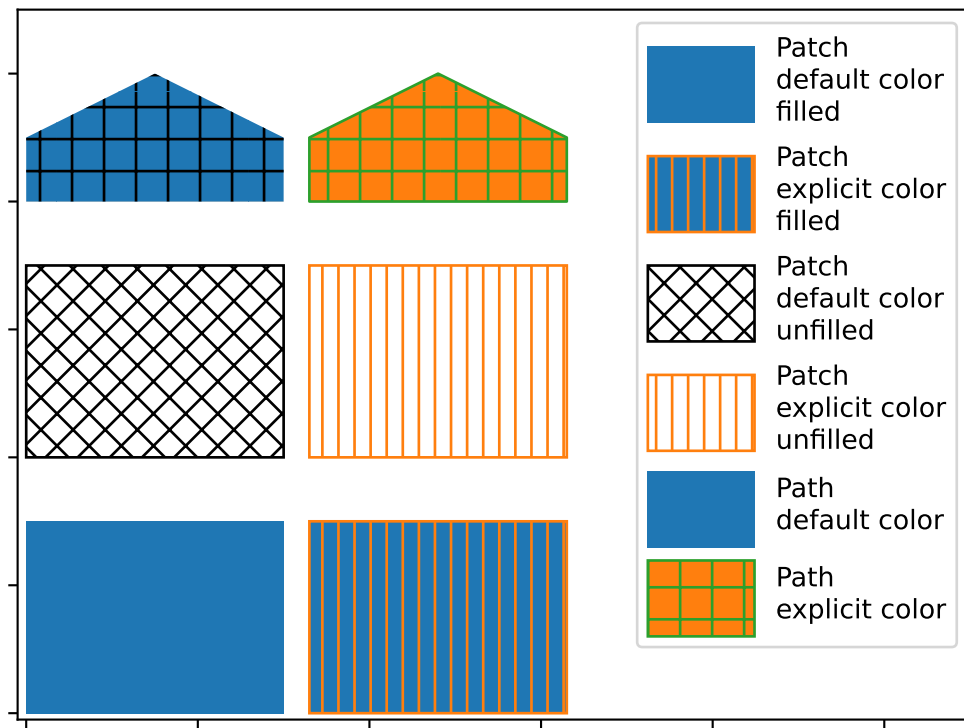 Patch
default color
filled
Patch
explicit color
filled
Patch
default color
unfilled
Patch
explicit color
unfilled
Path
default color
Path
explicit color